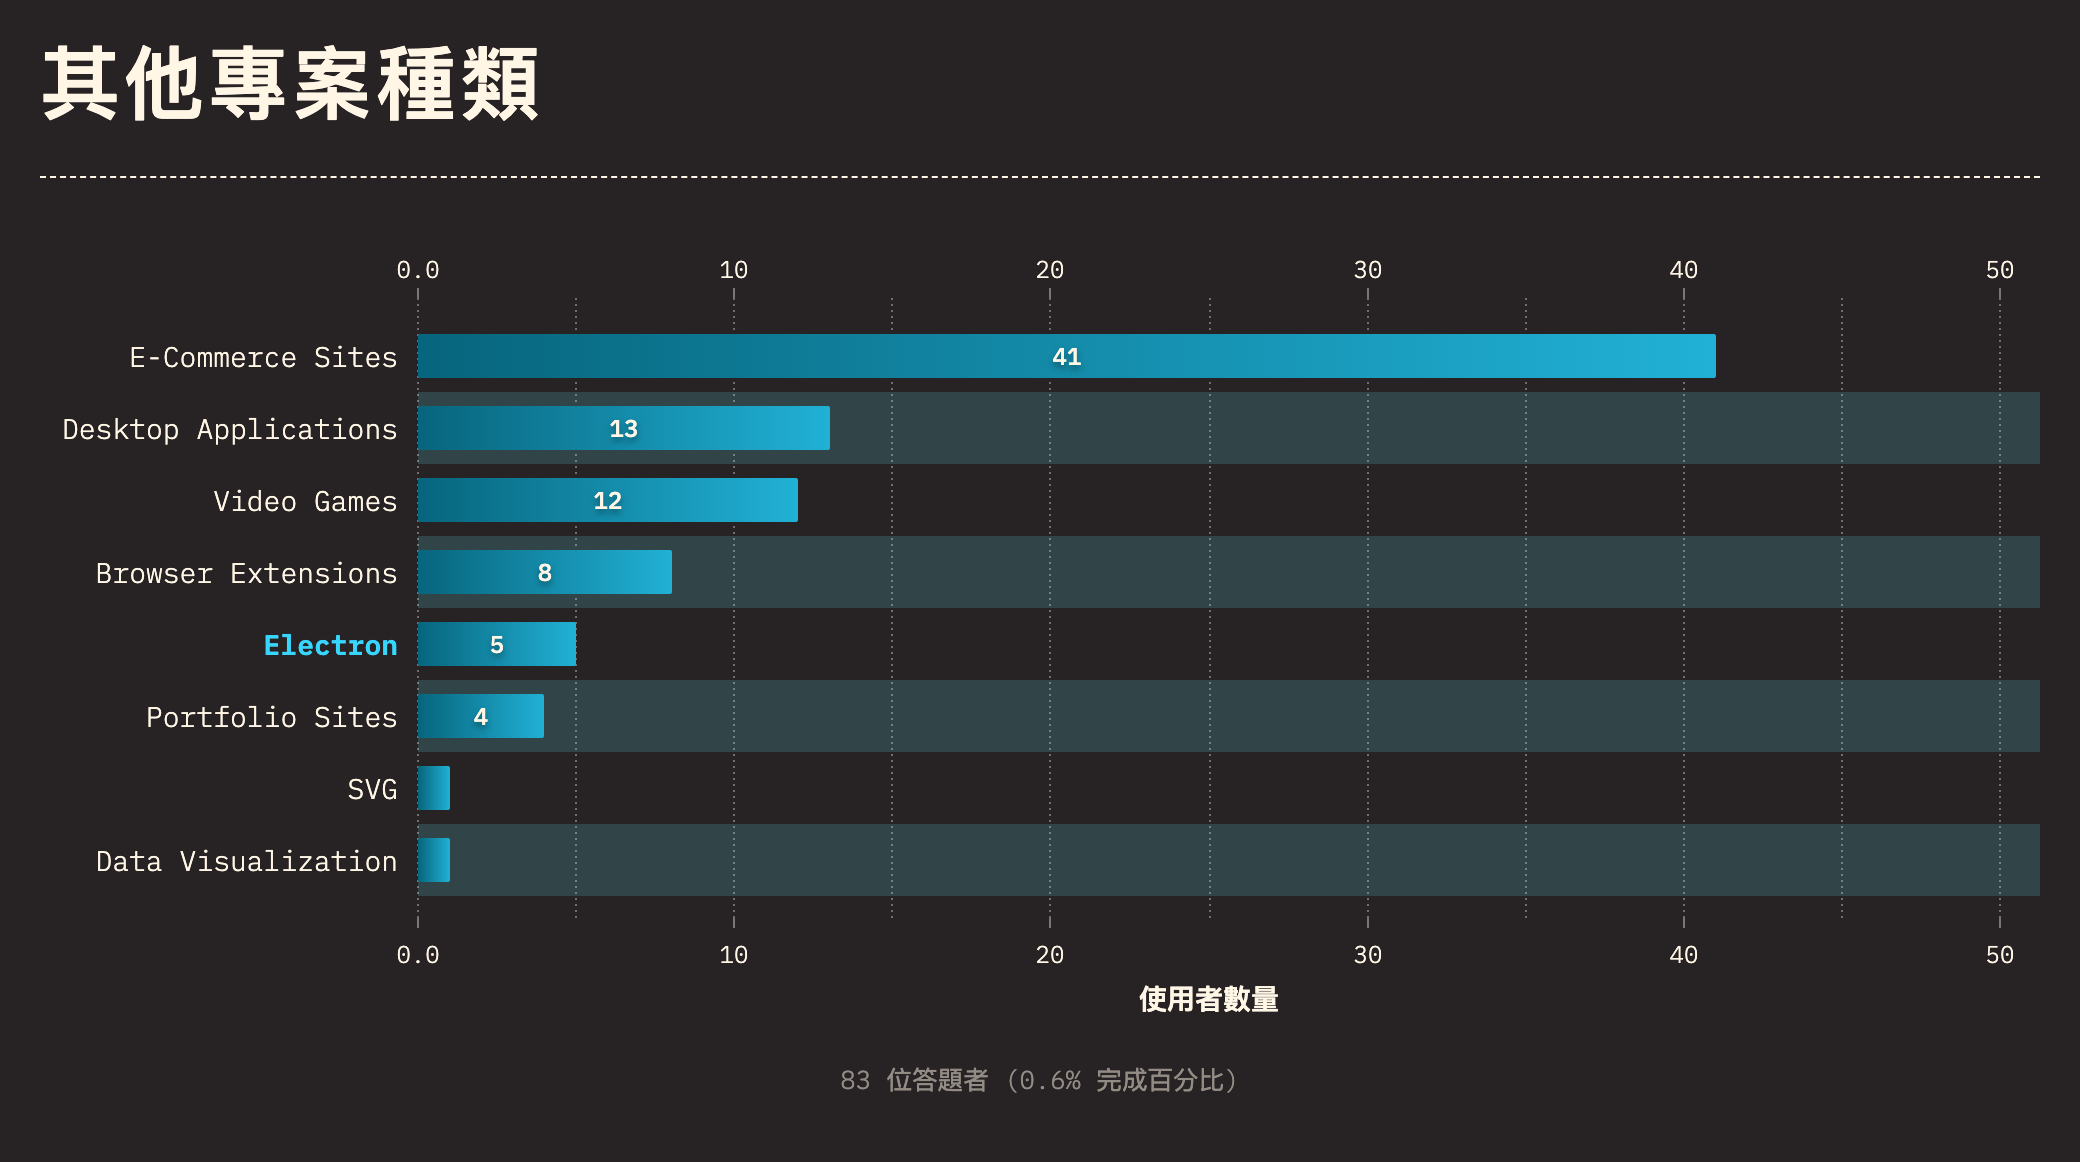 其他專案種類
0.0 10 20 30 40 50
E-Commerce Sites 41
Desktop Applications 13
Video Games 12
Browser Extensions 8
Electron 5
Portfolio Sites 4
SVG
Data Visualization
0.0 10 20 30 40 50
使用者數量
83 位答題者 (0.6% 完成百分比)